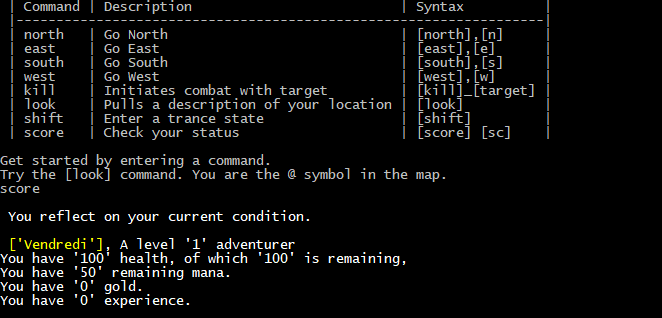 | Command | Description | Syntax |
|---------------------------------------------------------------|
| north | Go North | [north],[n] |
| east | Go East | [east],[e] |
| south | Go South | [south],[s] |
| west | Go West | [west],[w] |
| kill | Initiates combat with target | [kill]_[target] |
| look | Pulls a description of your location | [look] |
| shift | Enter a trance state | [shift] |
| score | Check your status | [score] [sc] |
Get started by entering a command.
Try the [look] command. You are the @ symbol in the map.
score
You reflect on your current condition.
['Vendredi'], A level '1' adventurer
You have '100' health, of which '100' is remaining,
You have '50' remaining mana.
You have '0' gold.
You have '0' experience.